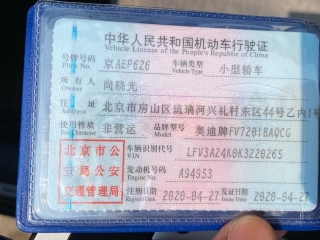 中华人民共和国机动车行驶证
Vehicle License of the People's Republic of China
号牌号码 京AEP626 车辆类型 小型轿车
Plate No. Vehicle Type
所有人 尚晓光
Owner
住址 北京市房山区琉璃河兴礼村东区44号乙内1号
使用性质 非营运 品牌型号 奥迪牌FV7201BAQCG
Use Character
北京市公安局公安交通管理局
车辆识别代号 LFV3A24K0K3220265
VIN
发动机号码 A94953
Engine No.
注册日期 2020-04-27 发证日期 2020-04-27
Register Date Issue Date